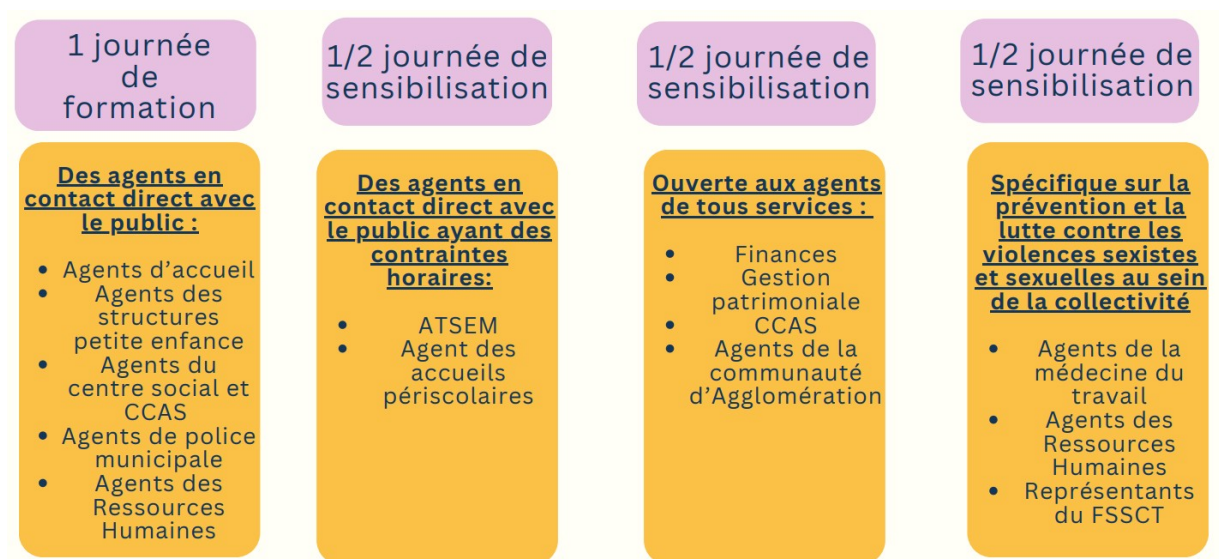 1 journée
de
formation
Des agents en
contact direct avec
le public :
• Agents d'accueil
• Agents des
structures
petite enfance
• Agents du
centre social et
CCAS
• Agents de police
municipale
• Agents des
Ressources
Humaines
1/2 journée de
sensibilisation
Des agents en
contact direct avec
le public ayant des
contraintes
horaires:
• ATSEM
• Agent des
accueils
périscolaires
1/2 journée de
sensibilisation
Ouverte aux agents
de tous services :
• Finances
• Gestion
patrimoniale
• CCAS
• Agents de la
communauté
d'Agglomération
1/2 journée de
sensibilisation
Spécifique sur la
prévention et la
lutte contre les
violences sexistes
et sexuelles au sein
de la collectivité
• Agents de la
médecine du
travail
• Agents des
Ressources
Humaines
• Représentants
du FSSCT